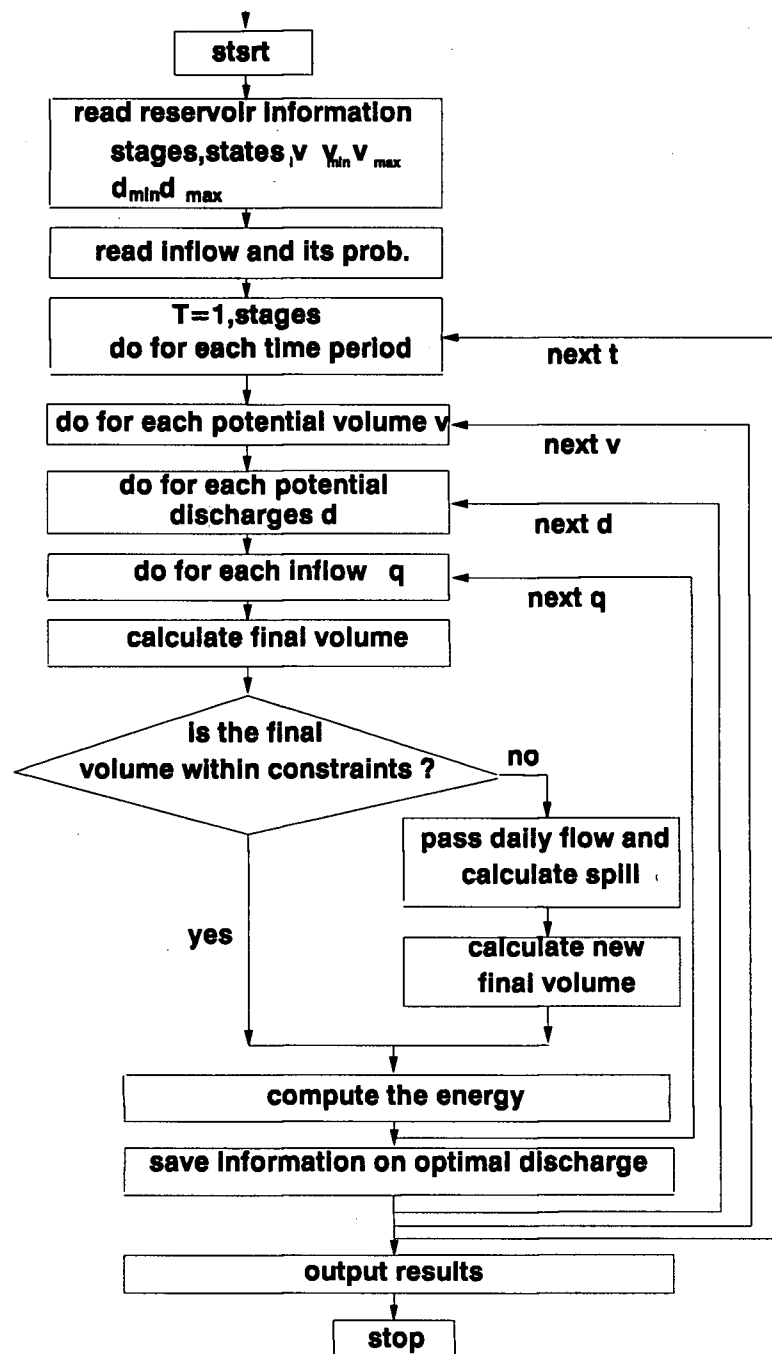 stsrt
read reservoir information
stages,states,v vmin vmax
dmin d max
read inflow and its prob.
T=1,stages
do for each time period
next t
do for each potential volume v
next v
do for each potential
discharges d
next d
do for each inflow q
next q
calculate final volume
is the final
volume within constraints ?
no
pass daily flow and
calculate spill
yes
calculate new
final volume
compute the energy
save information on optimal discharge
output results
stop